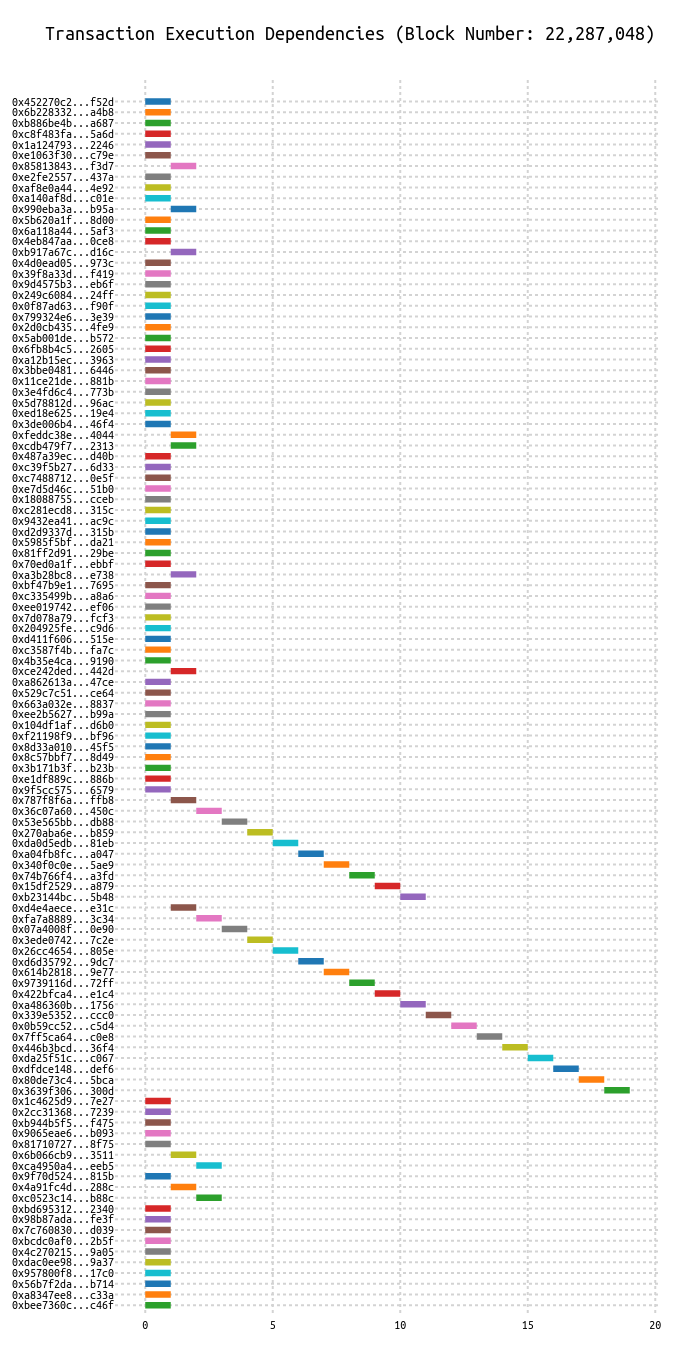 Transaction Execution Dependencies (Block Number: 22,287,048)
0x452270c2...f52d
0x6b228332...a4b8
0xb886be4b...a687
0xc8f483fa...5a6d
0x1a124793...2246
0xe1063f30...c79e
0x85813843...f3d7
0xe2fe2557...437a
0xaf8e0a44...4e92
0xa140af8d...c01e
0x990eba3a...b95a
0x5b620a1f...8d00
0x6a118a44...5af3
0x4eb847aa...0ce8
0xb917a67c...d16c
0x4d0ead05...973c
0x39f8a33d...f419
0x9d4575b3...eb6f
0x249c6084...24ff
0x0f87ad63...f90f
0x799324e6...3e39
0x2d0cb435...4fe9
0x5ab001de...b572
0x6fb8b4c5...2605
0xa12b15ec...3963
0x3bbe0481...6446
0x11ce21de...881b
0x3e4fd6c4...773b
0x5d78812d...96ac
0xed18e625...19e4
0x3de006b4...46f4
0xfeddc38e...4044
0xcdb479f7...2313
0x487a39ec...d40b
0xc39f5b27...6d33
0xc7488712...0e5f
0xe7d5d46c...51b0
0x18088755...cceb
0xc281ecd8...315c
0x9432ea41...ac9c
0xd2d9337d...315b
0x5985f5bf...da21
0x81ff2d91...29be
0x70ed0a1f...ebbf
0xa3b28bc8...e738
0xbf47b9e1...7695
0xc335499b...a8a6
0xee019742...ef06
0x7d078a79...fcf3
0x204925fe...c9d6
0xd411f606...515e
0xc3587f4b...fa7c
0x4b35e4ca...9190
0xce242ded...442d
0xa862613a...47ce
0x529c7c51...ce64
0x663a032e...8837
0xee2b5627...b99a
0x104df1af...d6b0
0xf21198f9...bf96
0x8d33a010...45f5
0x8c57bbf7...8d49
0x3b171b3f...b23b
0xe1df889c...886b
0x9f5cc575...6579
0x787f8f6a...ffb8
0x36c07a60...450c
0x53e565bb...db88
0x270aba6e...b859
0xda0d5edb...81eb
0xa04fb8fc...a047
0x340f0c0e...5ae9
0x74b766f4...a3fd
0x15df2529...a879
0xb23144bc...5b48
0xd4e4aece...e31c
0xfa7a8889...3c34
0x07a4008f...0e90
0x3ede0742...7c2e
0x26cc4654...805e
0xd6d35792...9dc7
0x614b2818...9e77
0x9739116d...72ff
0x422bfca4...e1c4
0xa486360b...1756
0x339e5352...ccc0
0x0b59cc52...c5d4
0x7ff5ca64...c0e8
0x446b3bcd...36f4
0xda25f51c...c067
0xdfdce148...def6
0x80de73c4...5bca
0x3639f306...300d
0x1c4625d9...7e27
0x2cc31368...7239
0xb944b5f5...f475
0x9065eae6...b093
0x81710727...8f75
0x6b066cb9...3511
0xca4950a4...eeb5
0x9f70d524...815b
0x4a91fc4d...288c
0xc0523c14...b88c
0xbd695312...2340
0x98b87ada...fe3f
0x7c760830...d039
0xbcdc0af0...2b5f
0x4c270215...9a05
0xdac0ee98...9a37
0x957800f8...17c0
0x56b7f2da...b714
0xa8347ee8...c33a
0xbee7360c...c46f
0 5 10 15 20